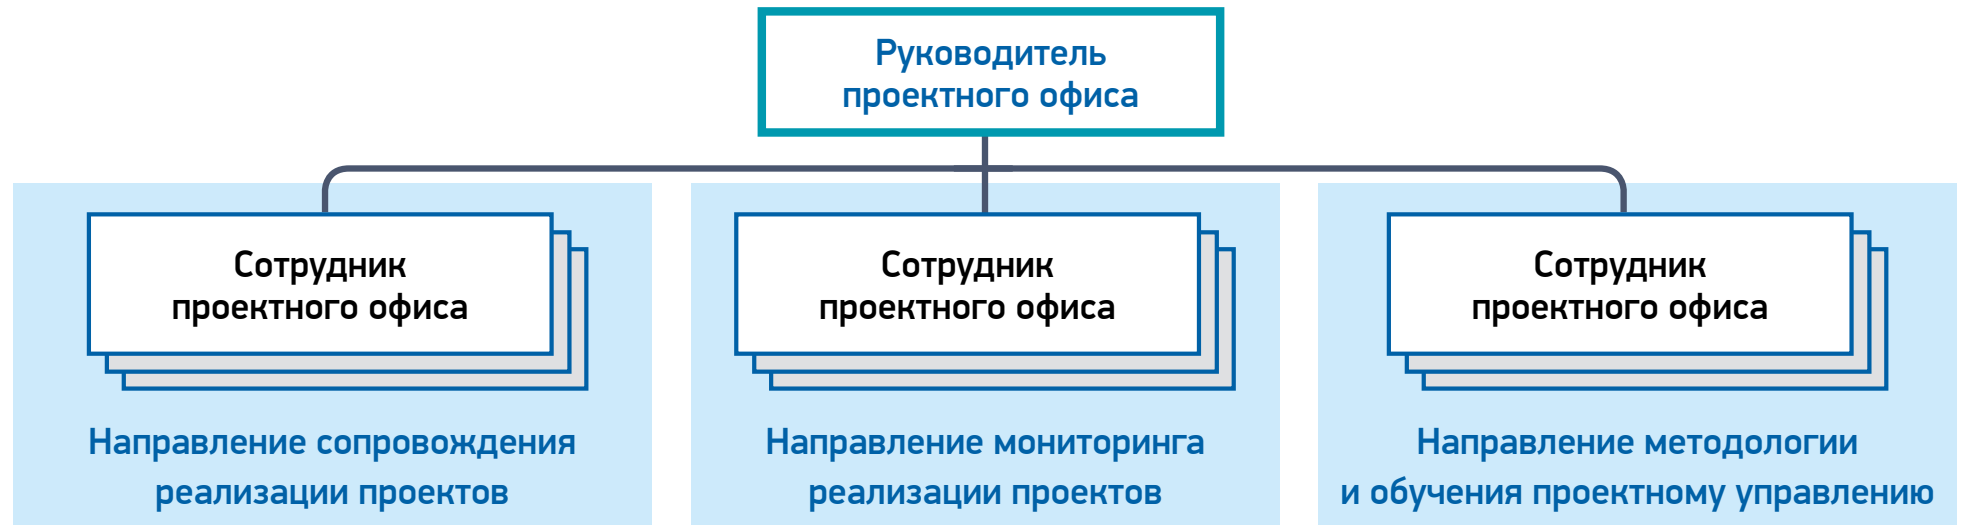 Руководитель
проектного офиса
Сотрудник
проектного офиса
Направление сопровождения
реализации проектов
Сотрудник
проектного офиса
Направление мониторинга
реализации проектов
Сотрудник
проектного офиса
Направление методологии
и обучения проектному управлению